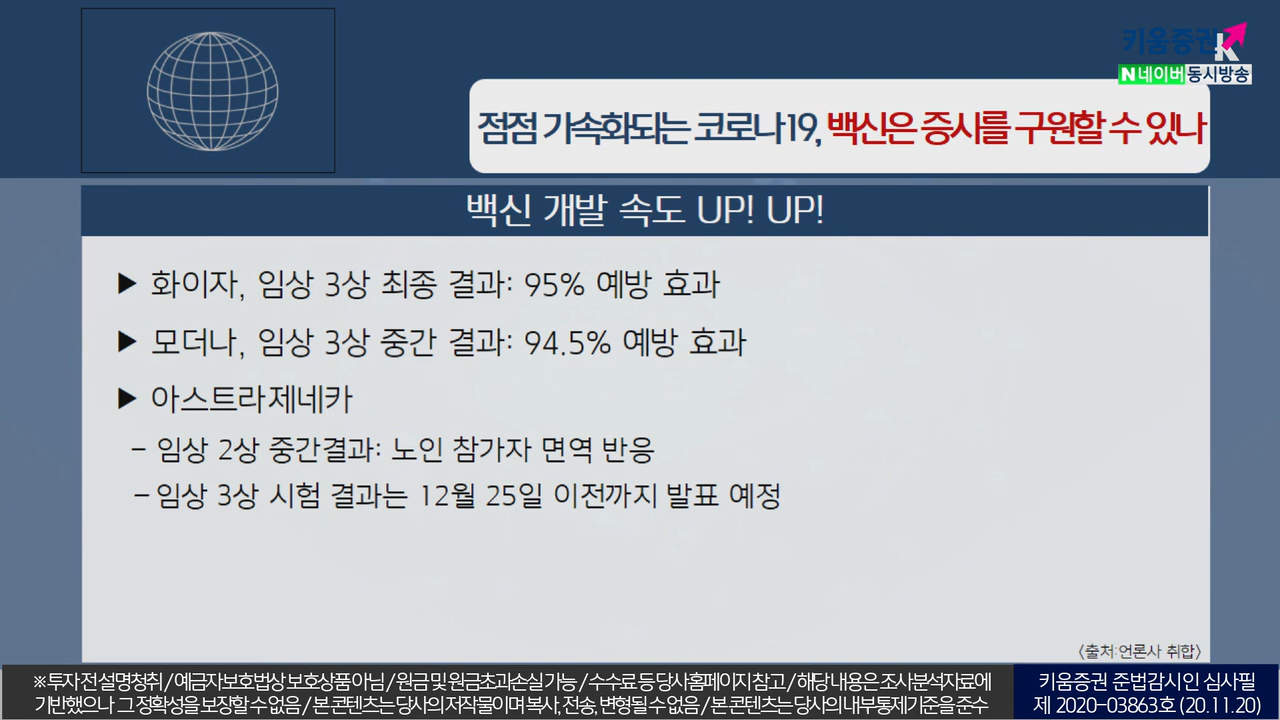 키움증권
N 네이버 동시방송
점점 가속화되는 코로나19, 백신은 증시를 구원할 수 있나
백신 개발 속도 UP! UP!
▶ 화이자, 임상 3상 최종 결과: 95% 예방 효과
▶ 모더나, 임상 3상 중간 결과: 94.5% 예방 효과
▶ 아스트라제네카
- 임상 2상 중간결과: 노인 참가자 면역 반응
- 임상 3상 시험 결과는 12월 25일 이전까지 발표 예정
<출처:언론사 취합>
※ 투자 전 설명청취 / 예금자보호법상 보호상품 아님 / 원금 및 원금초과손실 가능 / 수수료 등 당사홈페이지 참고 / 해당 내용은 조사분석자료에
기반했으나 그 정확성을 보장할 수 없음 / 본 콘텐츠는 당사의 저작물이며 복사, 전송, 변형될 수 없음 / 본 콘텐츠는 당사의 내부통제기준을 준수
키움증권 준법감시인 심사필
제 2020-03863호 (20.11.20)